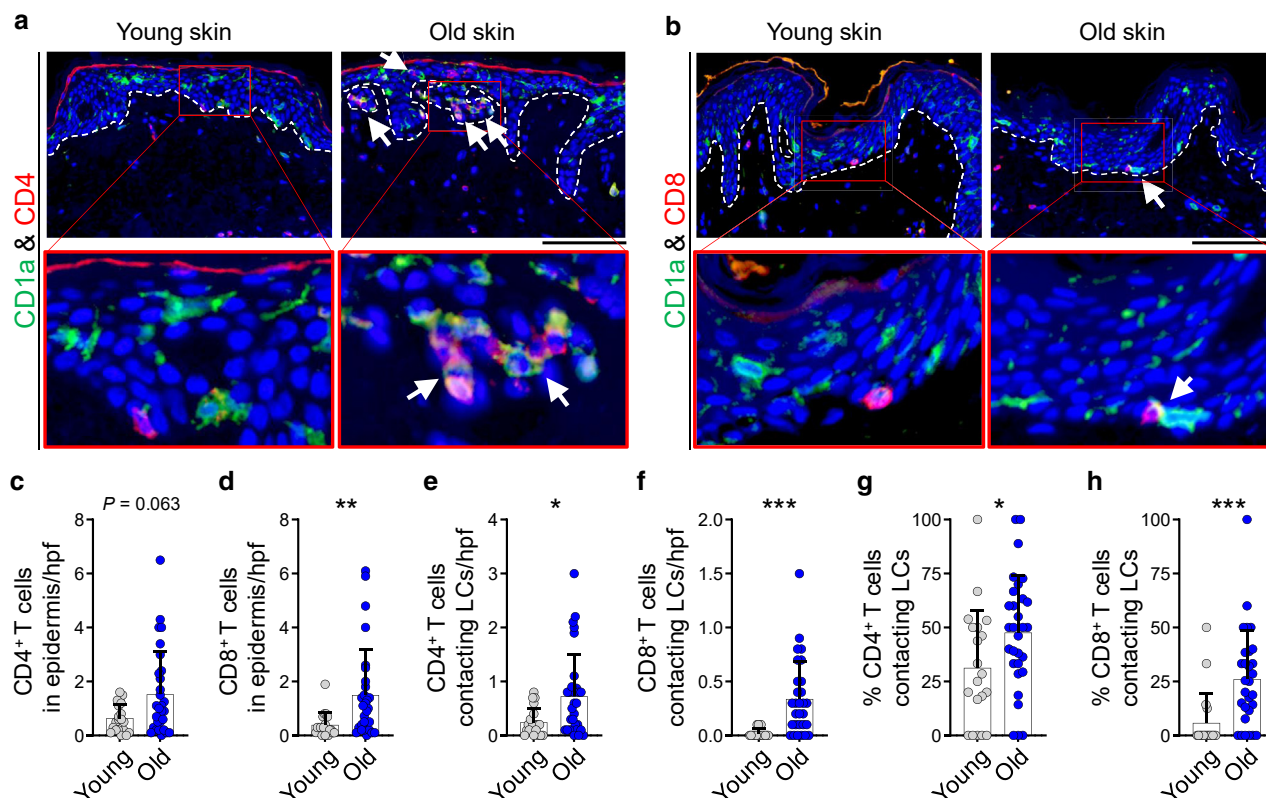 a
Young skin
Old skin
CD1a & CD4
b
Young skin
Old skin
CD1a & CD8
c
P = 0.063
CD4+ T cells
in epidermis/hpf
8
6
4
2
0
Young
Old
d
**
CD8+ T cells
in epidermis/hpf
8
6
4
2
0
Young
Old
e
*
CD4+ T cells
contacting LCs/hpf
4
3
2
1
0
Young
Old
f
***
CD8+ T cells
contacting LCs/hpf
2.0
1.5
1.0
0.5
0.0
Young
Old
g
*
% CD4+ T cells
contacting LCs
100
75
50
25
0
Young
Old
h
***
% CD8+ T cells
contacting LCs
100
75
50
25
0
Young
Old